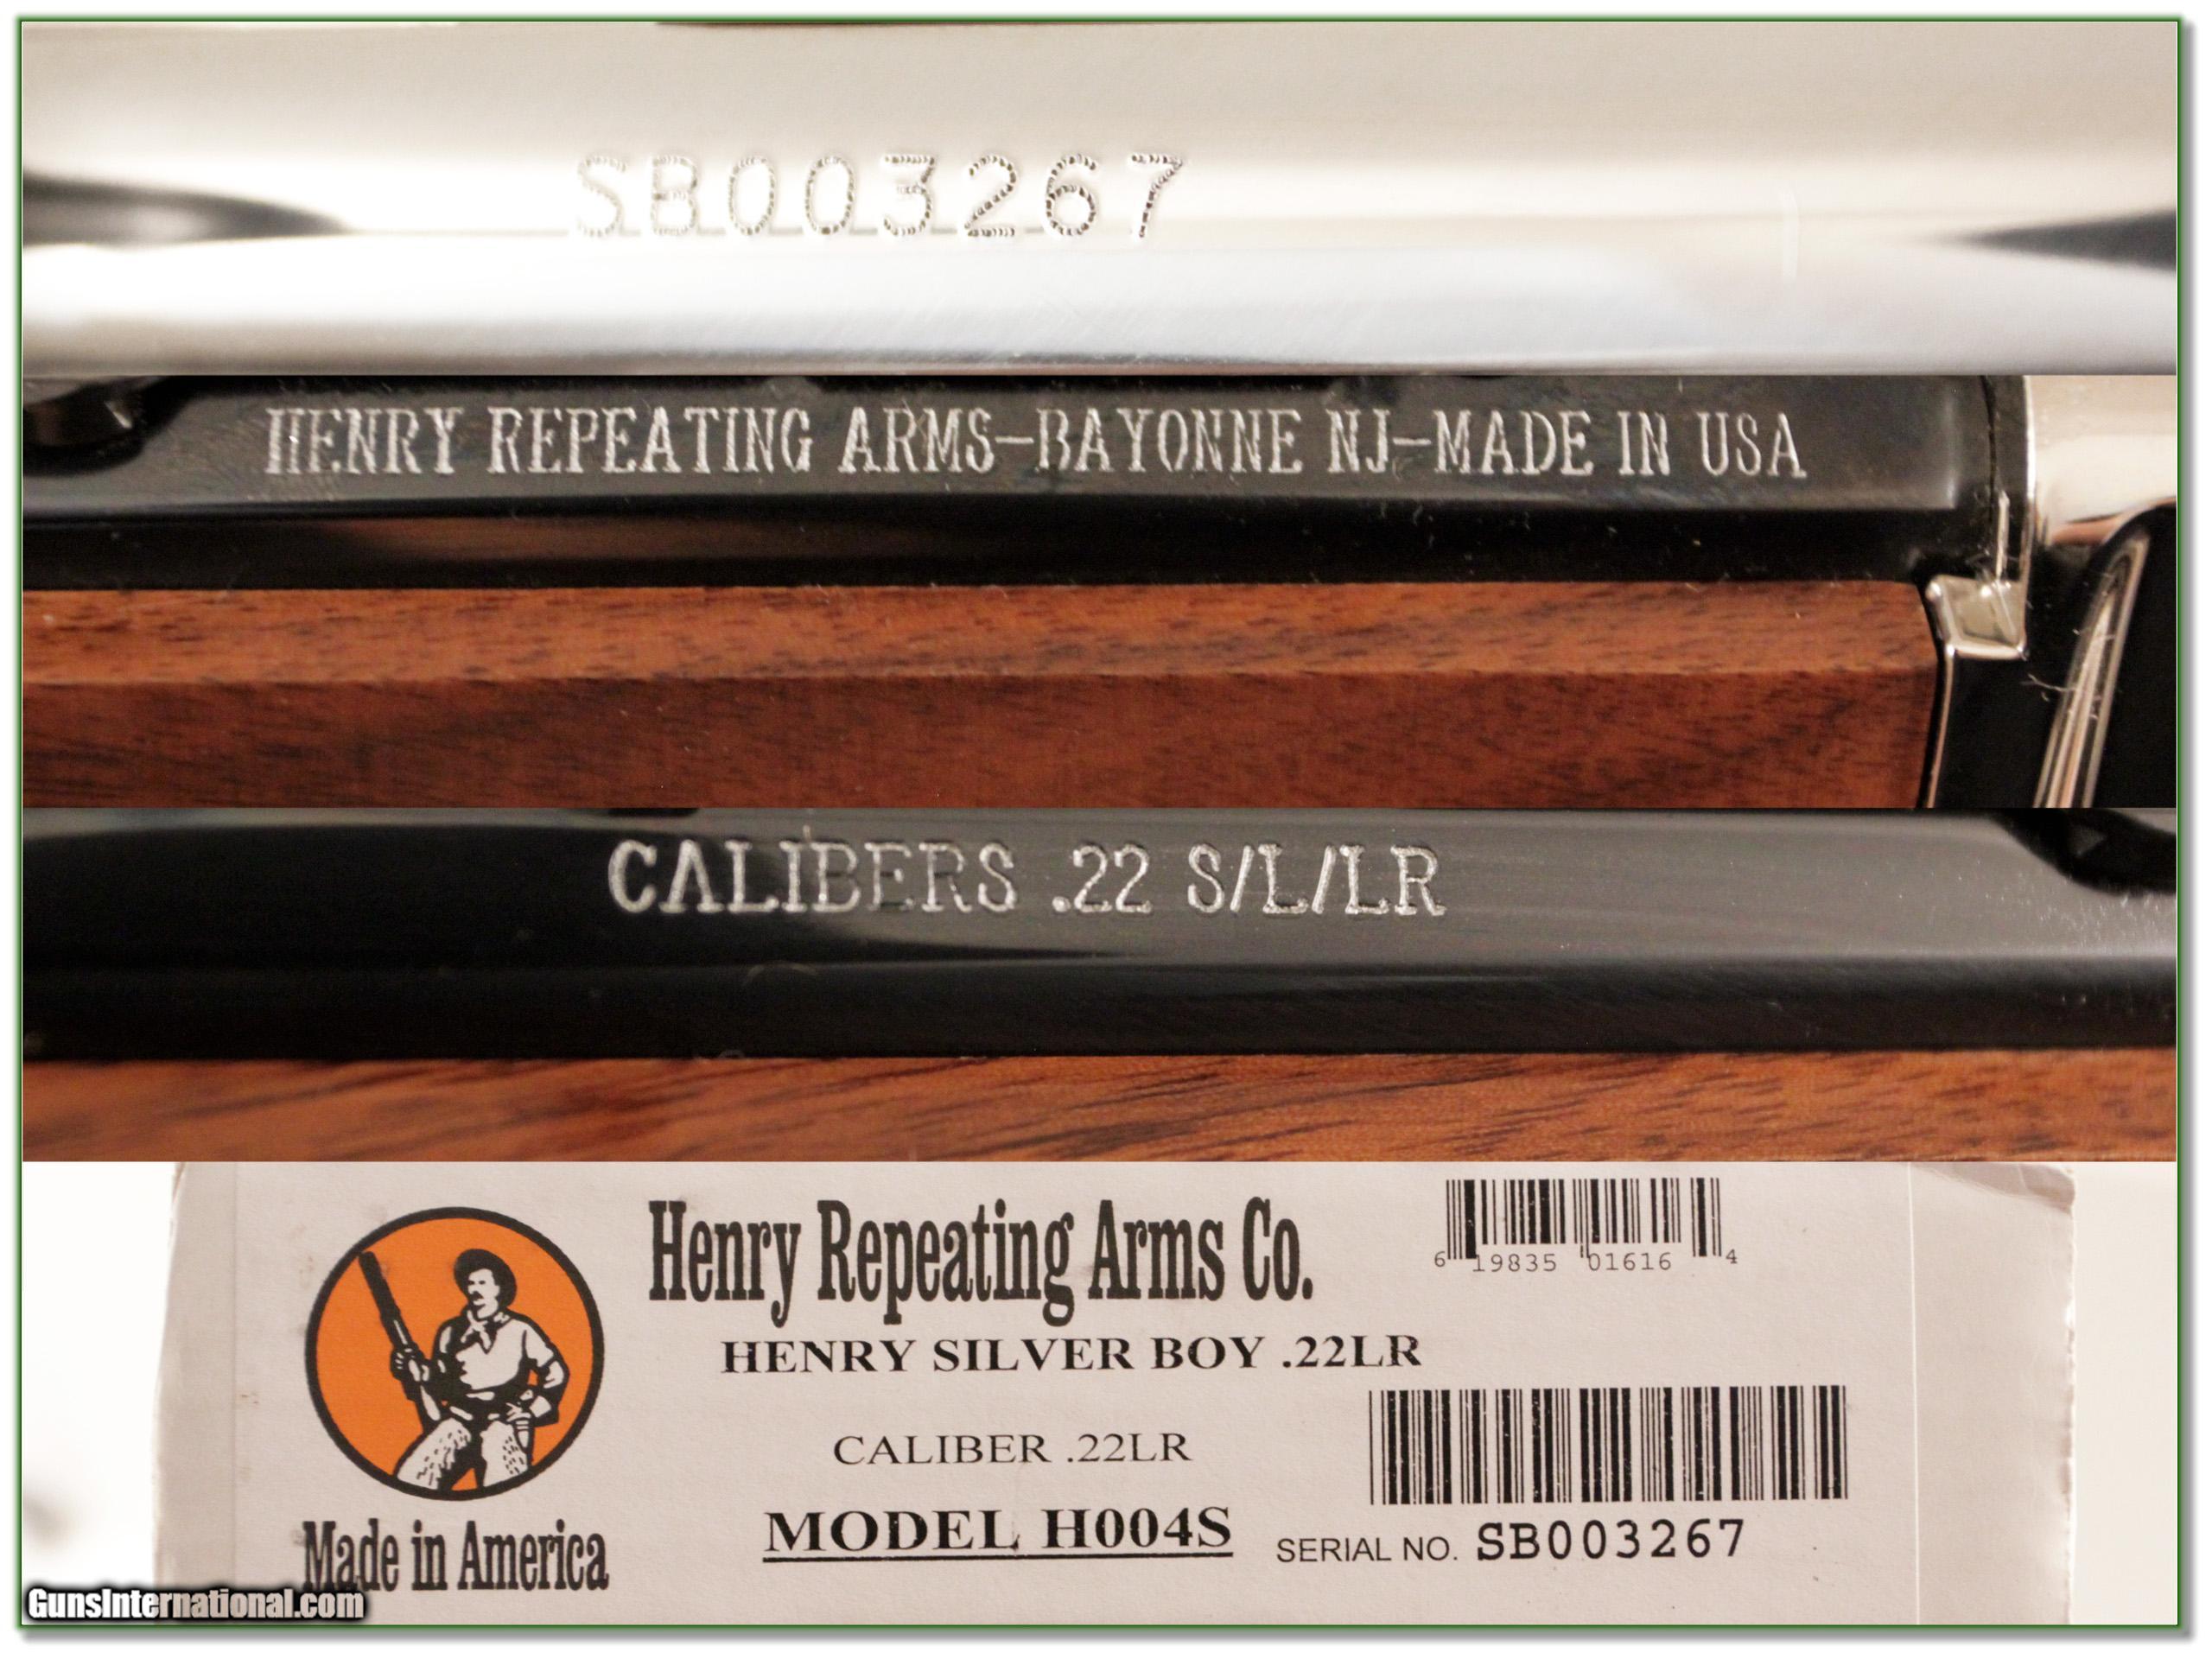 SB003267
HENRY REPEATING ARMS-BAYONNE NJ-MADE IN USA
CALIBERS .22 S/L/LR
Henry Repeating Arms Co.
6 19835 01616 4
HENRY SILVER BOY .22LR
CALIBER .22LR
MODEL H004S
SERIAL NO. SB003267
Made in America
GunsInternational.com